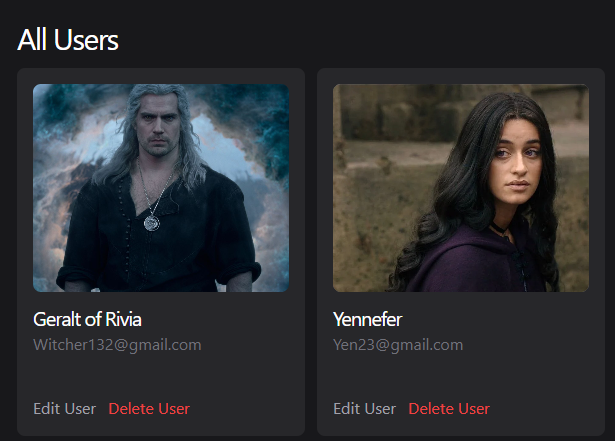 All Users
Geralt of Rivia
Witcher132@gmail.com
Edit User Delete User
Yennefer
Yen23@gmail.com
Edit User Delete User